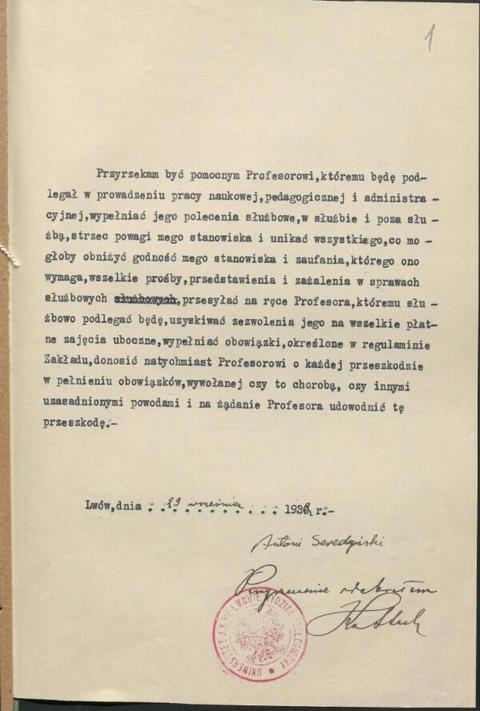 1
Przyrzekam być pomocnym Profesorowi,któremu będę pod-
legał w prowadzeniu pracy naukowej,pedagogicznej i administra-
cyjnej,wypełniać jego polecenia służbowe,w służbie i poza słu-
żbą,strzec powagi mego stanowiska i unikać wszystkiego,co mo-
głoby obniżyć godność mego stanowiska i zaufania,którego ono
wymaga,wszelkie prośby,przedstawienia i zażalenia w sprawach
służbowych służbowych,przesyłać na ręce Profesora,któremu słu-
żbowo podlegać będę,uzyskiwać zezwolenia jego na wszelkie płat-
ne zajęcia uboczne,wypełniać obowiązki,określone w regulaminie
Zakładu,donosić natychmiast Profesorowi o każdej przeszkodzie
w pełnieniu obowiązków,wywołanej czy to chorobą, czy innymi
uzasadnionymi powodami i na żądanie Profesora udowodnić tę
przeszkodę.-
Lwów,dnia 29 września 1938 r.-
Antoni Seredyński
Przyrzeczenie odebrałem